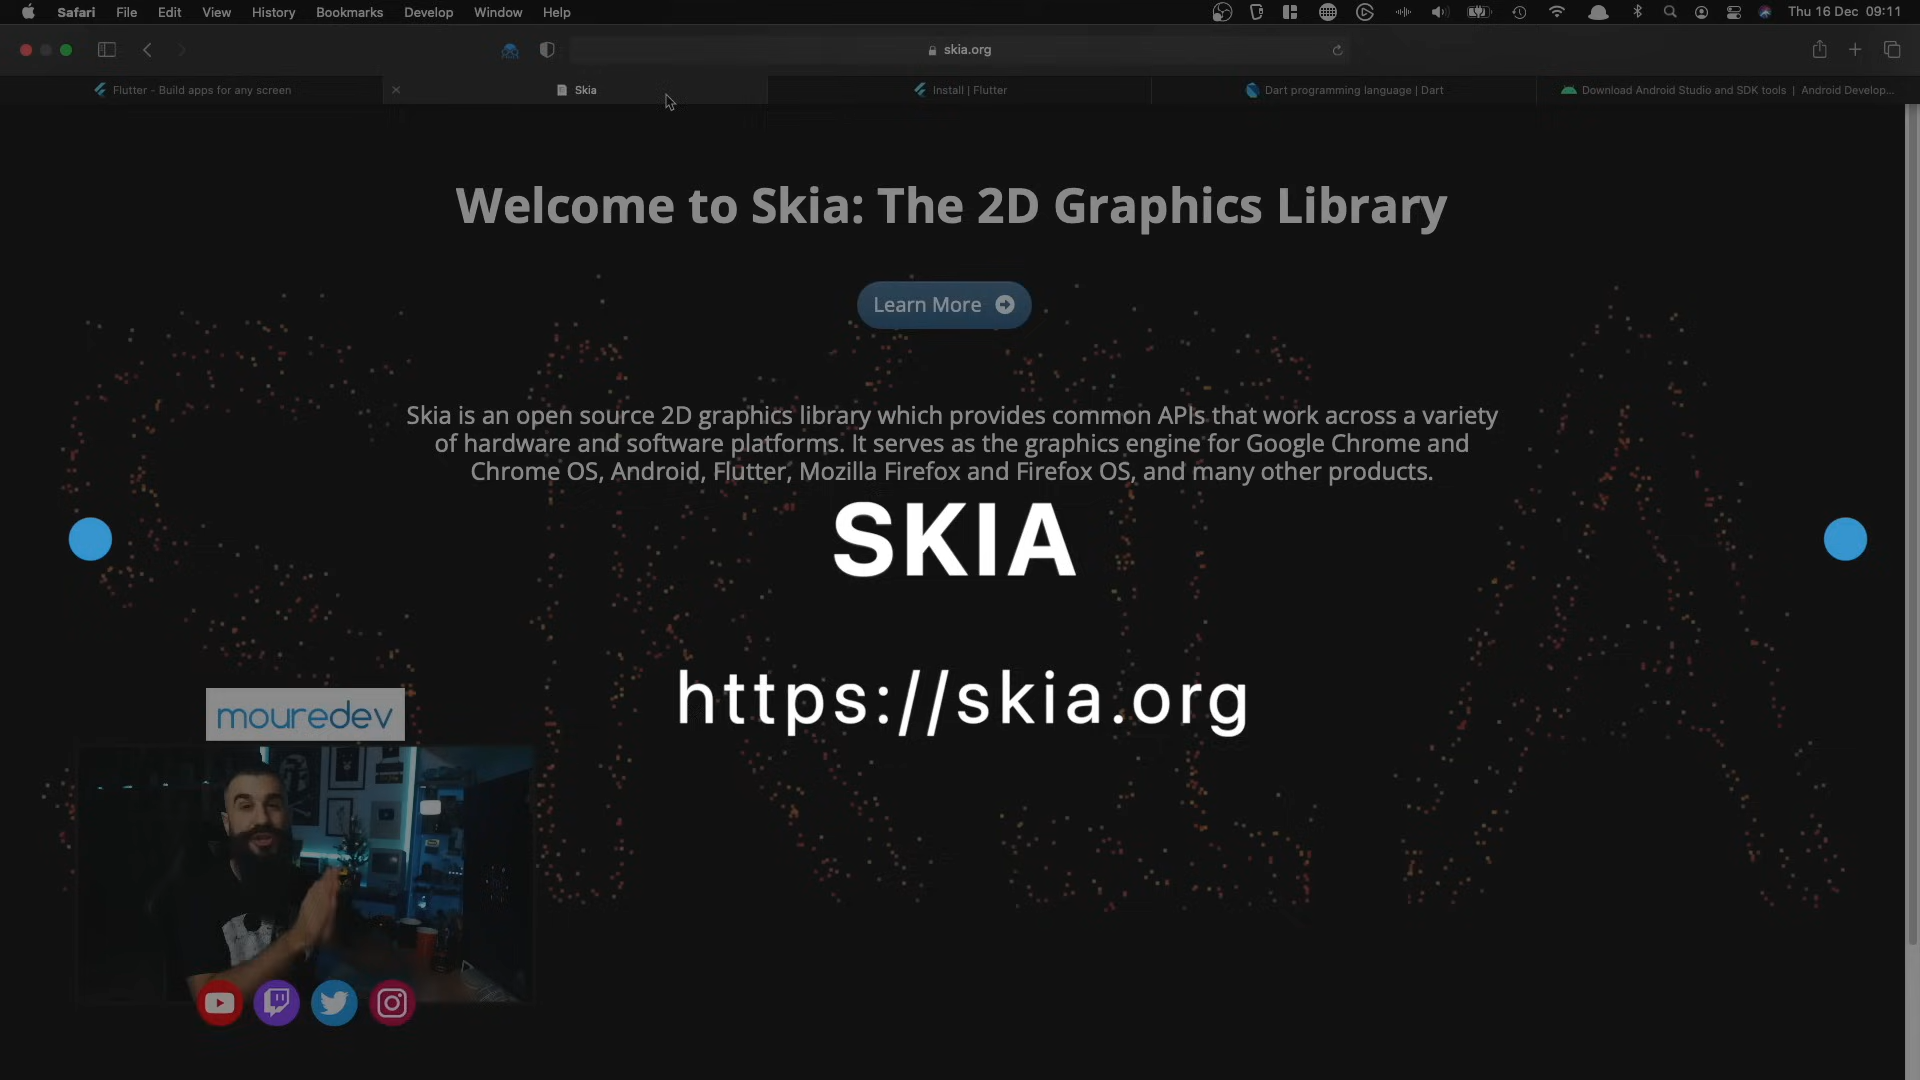 Safari File Edit View History Bookmarks Develop Window Help Thu 16 Dec 09:11
skia.org
Flutter - Build apps for any screen
Skia
Install | Flutter
Dart programming language | Dart
Download Android Studio and SDK tools | Android Develop...
Welcome to Skia: The 2D Graphics Library
Learn More
Skia is an open source 2D graphics library which provides common APIs that work across a variety
of hardware and software platforms. It serves as the graphics engine for Google Chrome and
Chrome OS, Android, Flutter, Mozilla Firefox and Firefox OS, and many other products.
SKIA
https://skia.org
mouredev